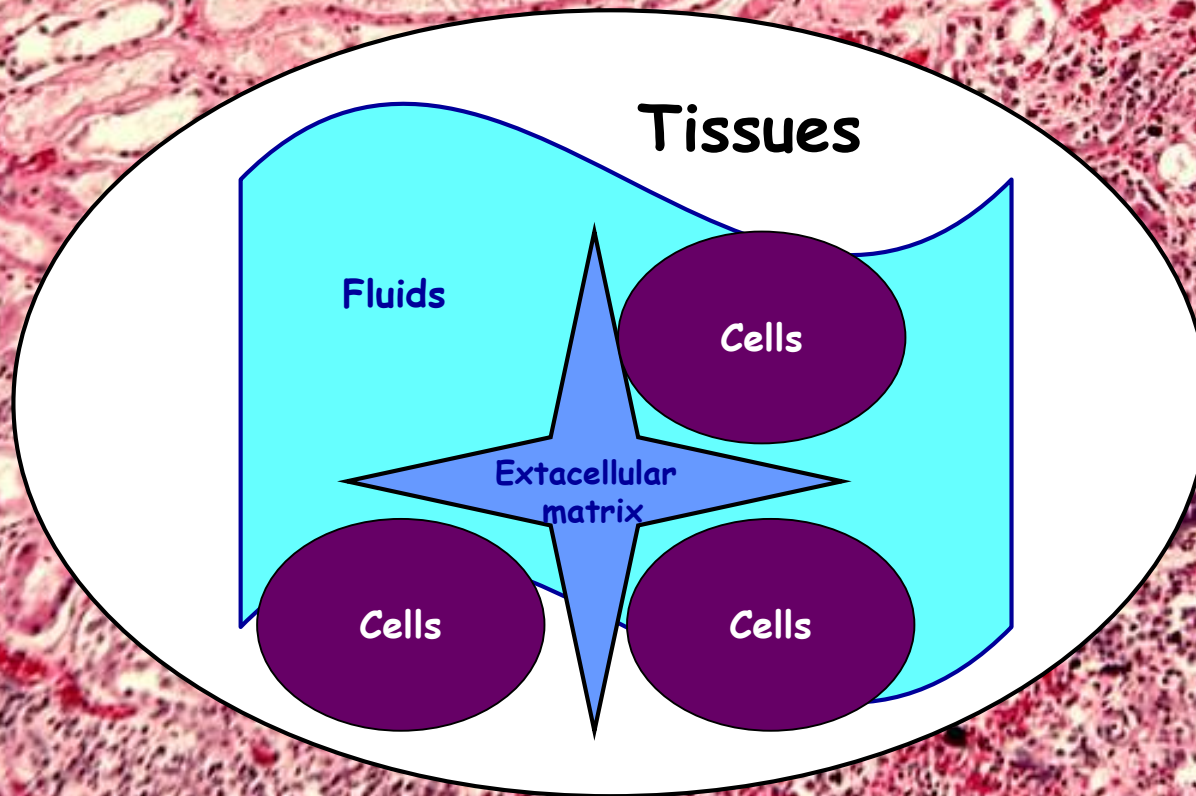 Tissues
Fluids
Cells
Extacellular
matrix
Cells
Cells